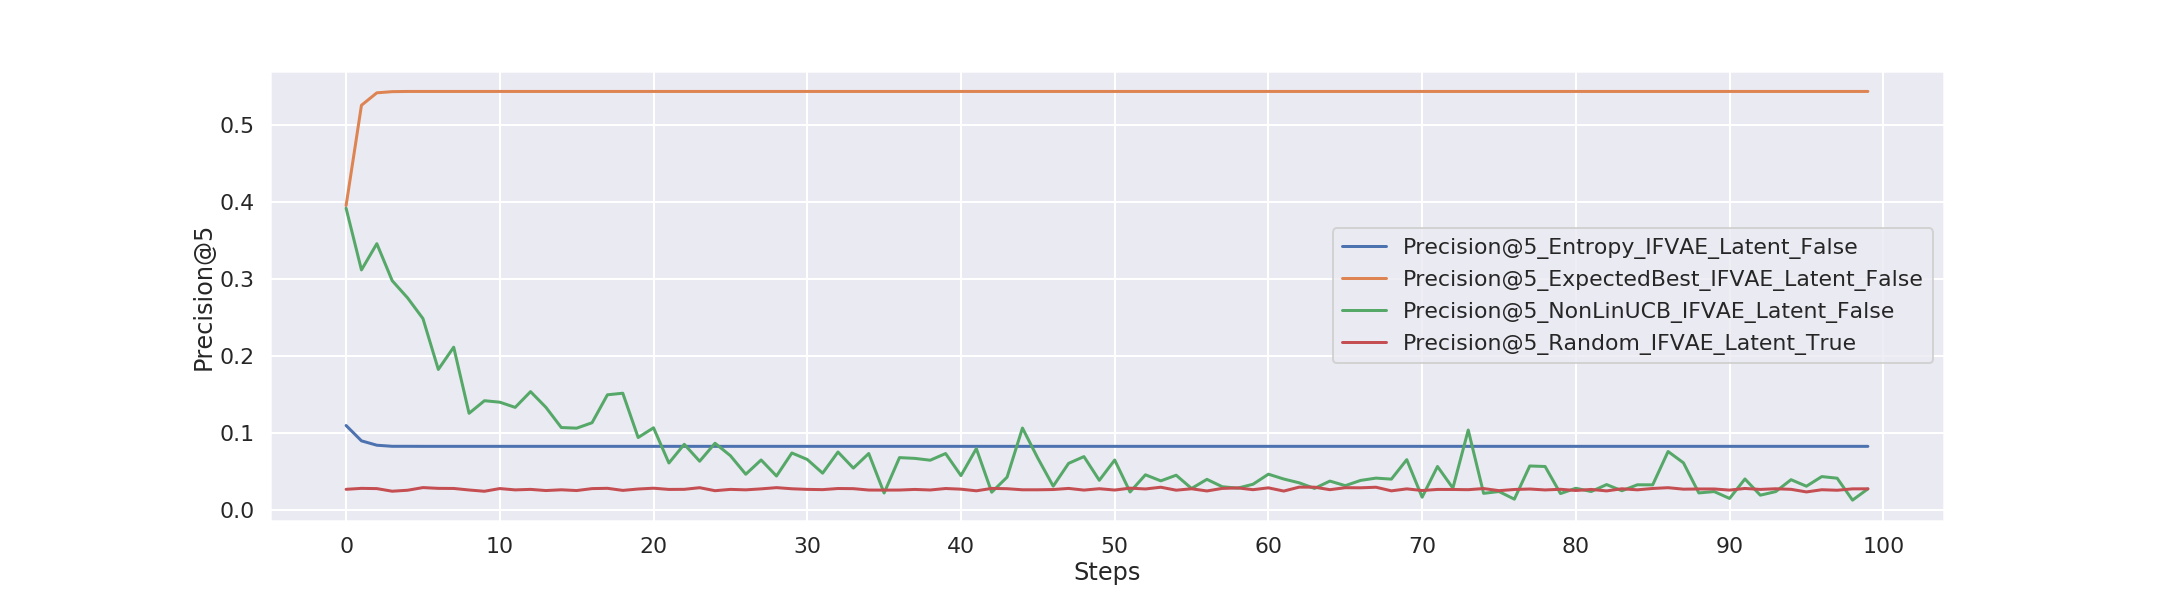 Precision@5
0.5
0.4
0.3
0.2
0.1
0.0
Precision@5_Entropy_IFVAE_Latent_False
Precision@5_ExpectedBest_IFVAE_Latent_False
Precision@5_NonLinUCB_IFVAE_Latent_False
Precision@5_Random_IFVAE_Latent_True
0 10 20 30 40 50 60 70 80 90 100
Steps